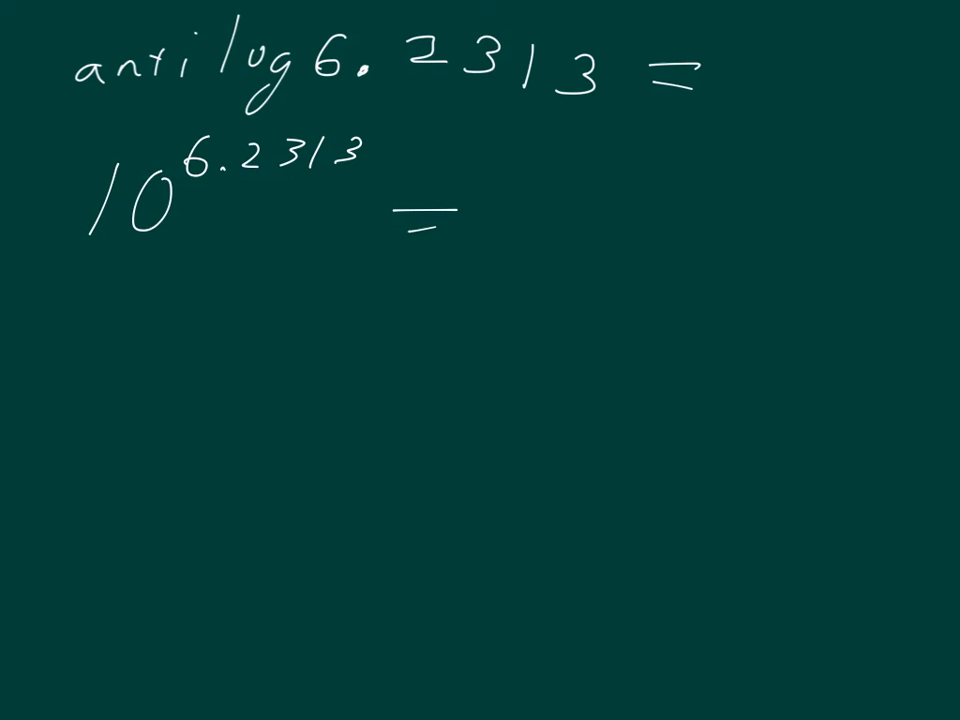 antilog 6.2313 =
10^6.2313 =